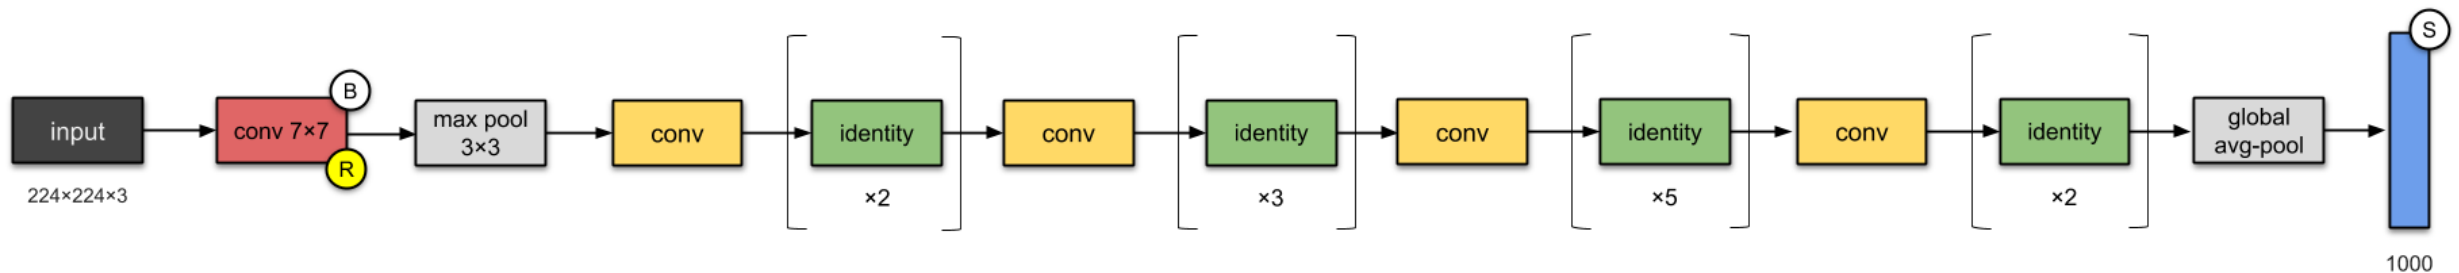 input
224×224×3
conv 7×7
B
R
max pool
3×3
conv
identity
×2
conv
identity
×3
conv
identity
×5
conv
identity
×2
global
avg-pool
S
1000